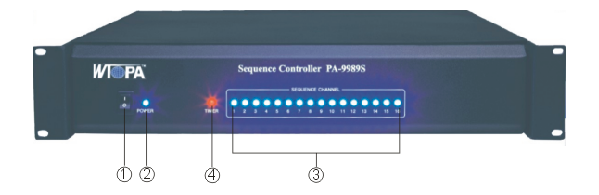 WTOPA
Sequence Controller PA-9989S
SEQUENCE CHANNEL
POWER
TIMER
1 2 3 4 5 6 7 8 9 10 11 12 13 14 15 16
① ② ④ ③